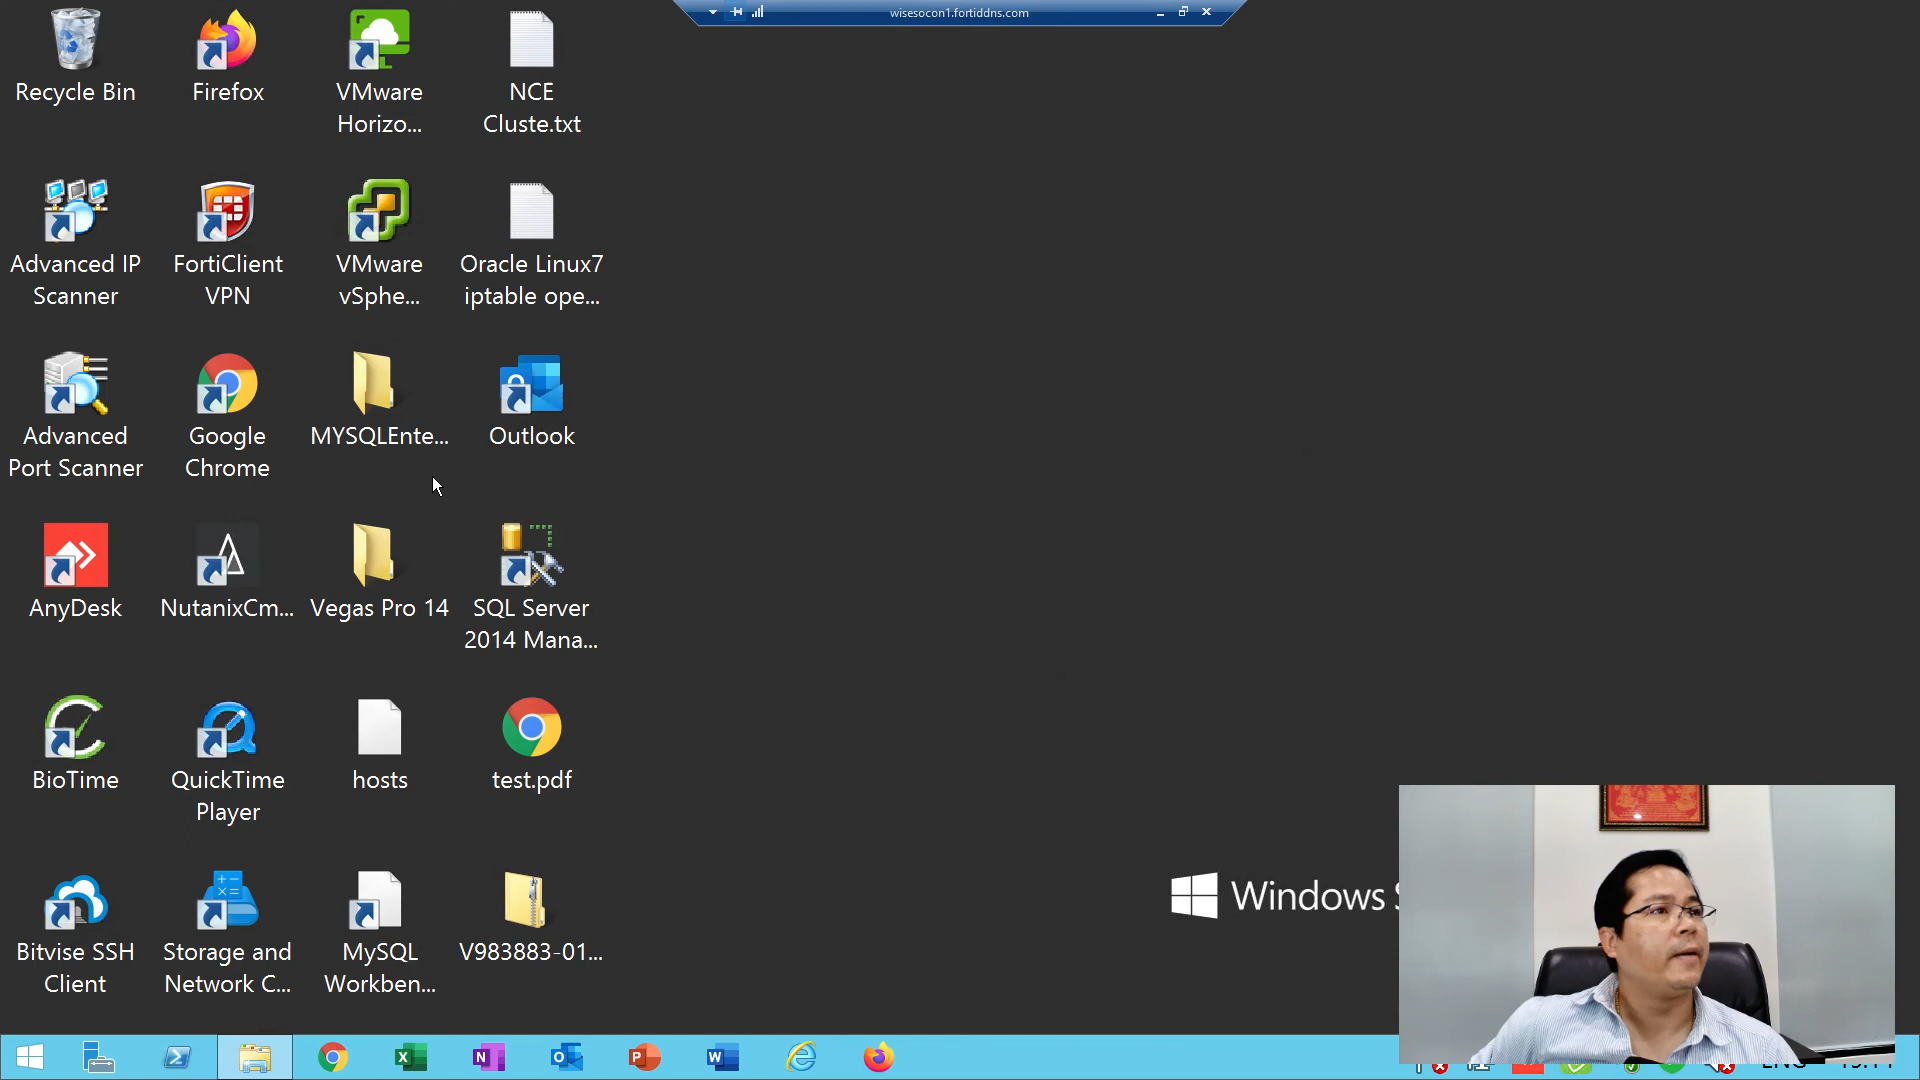 wisesocon1.fortiddns.com
Recycle Bin
Firefox
VMware
Horizo...
NCE
Cluste.txt
Advanced IP
Scanner
FortiClient
VPN
VMware
vSphe...
Oracle Linux7
iptable ope...
Advanced
Port Scanner
Google
Chrome
MYSQLEnte...
Outlook
AnyDesk
NutanixCm...
Vegas Pro 14
SQL Server
2014 Mana...
BioTime
QuickTime
Player
hosts
test.pdf
Bitvise SSH
Client
Storage and
Network C...
MySQL
Workben...
V983883-01...
Windows